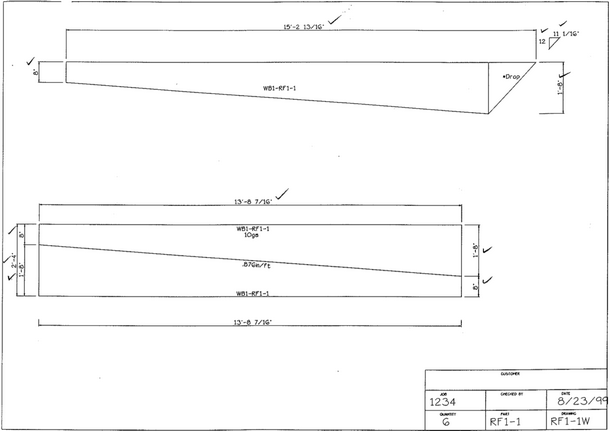 15'-2 13/16"
11 1/16"
12
8"
*Drop
1'-8"
WB1-RF1-1
13'-8 7/16"
8"
WB1-RF1-1
10ga
1'-8"
2'-4"
1'-8"
.876in/ft
8"
WB1-RF1-1
13'-8 7/16"
CUSTOMER
JOB
CHECKED BY
DATE
1234
8/23/99
QUANTITY
PART
DRAWING
6
RF1-1
RF1-1W